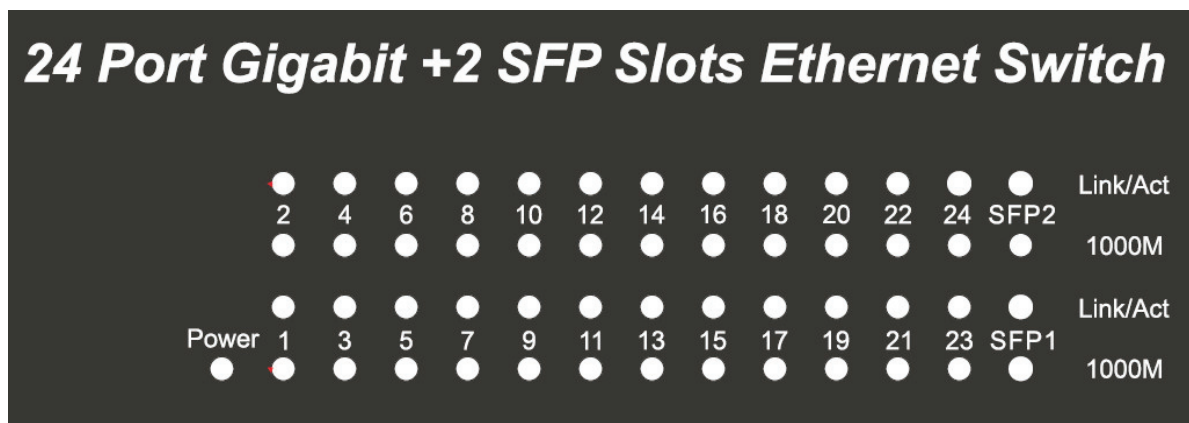 24 Port Gigabit +2 SFP Slots Ethernet Switch
Link/Act
2 4 6 8 10 12 14 16 18 20 22 24 SFP2
1000M
Link/Act
Power 1 3 5 7 9 11 13 15 17 19 21 23 SFP1
1000M